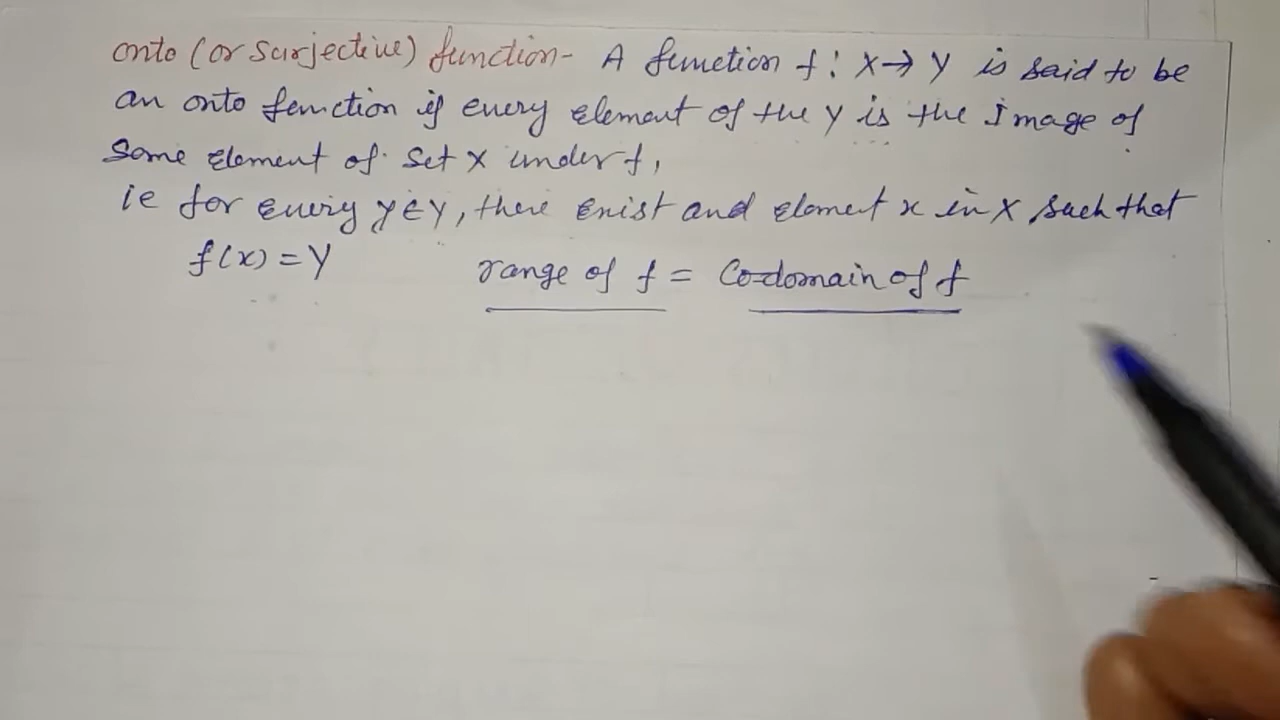 onto (or surjective) function- A function f : X→ Y is said to be
an onto function if every element of the Y is the Image of
Some element of Set X under f,
ie for every y∈Y, there exist and element x in X such that
f(x) = Y range of f = Co-domain of f